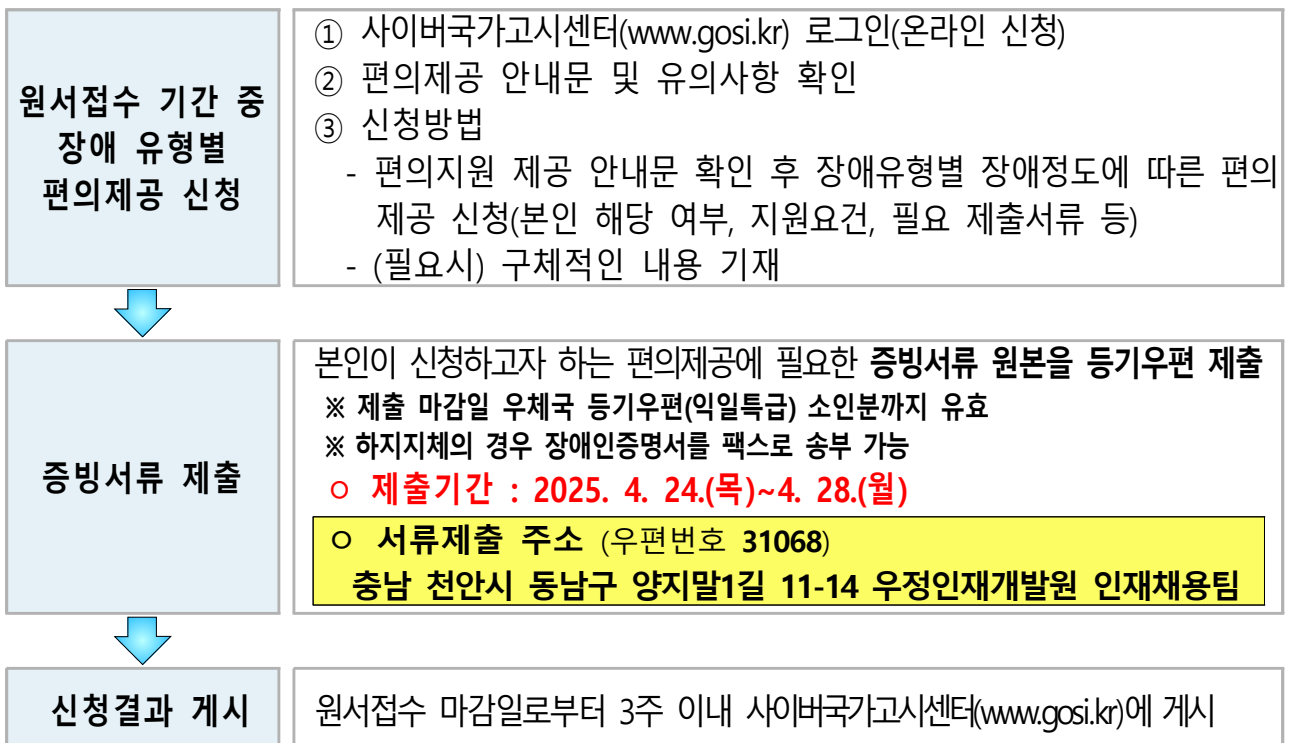 원서접수 기간 중
장애 유형별
편의제공 신청
① 사이버국가고시센터(www.gosi.kr) 로그인(온라인 신청)
② 편의제공 안내문 및 유의사항 확인
③ 신청방법
- 편의지원 제공 안내문 확인 후 장애유형별 장애정도에 따른 편의
제공 신청(본인 해당 여부, 지원요건, 필요 제출서류 등)
- (필요시) 구체적인 내용 기재
증빙서류 제출
본인이 신청하고자 하는 편의제공에 필요한 증빙서류 원본을 등기우편 제출
※ 제출 마감일 우체국 등기우편(익일특급) 소인분까지 유효
※ 하지지체의 경우 장애인증명서를 팩스로 송부 가능
ㅇ 제출기간 : 2025. 4. 24.(목)~4. 28.(월)
ㅇ 서류제출 주소 (우편번호 31068)
충남 천안시 동남구 양지말1길 11-14 우정인재개발원 인재채용팀
신청결과 게시
원서접수 마감일로부터 3주 이내 사이버국가고시센터(www.gosi.kr)에 게시